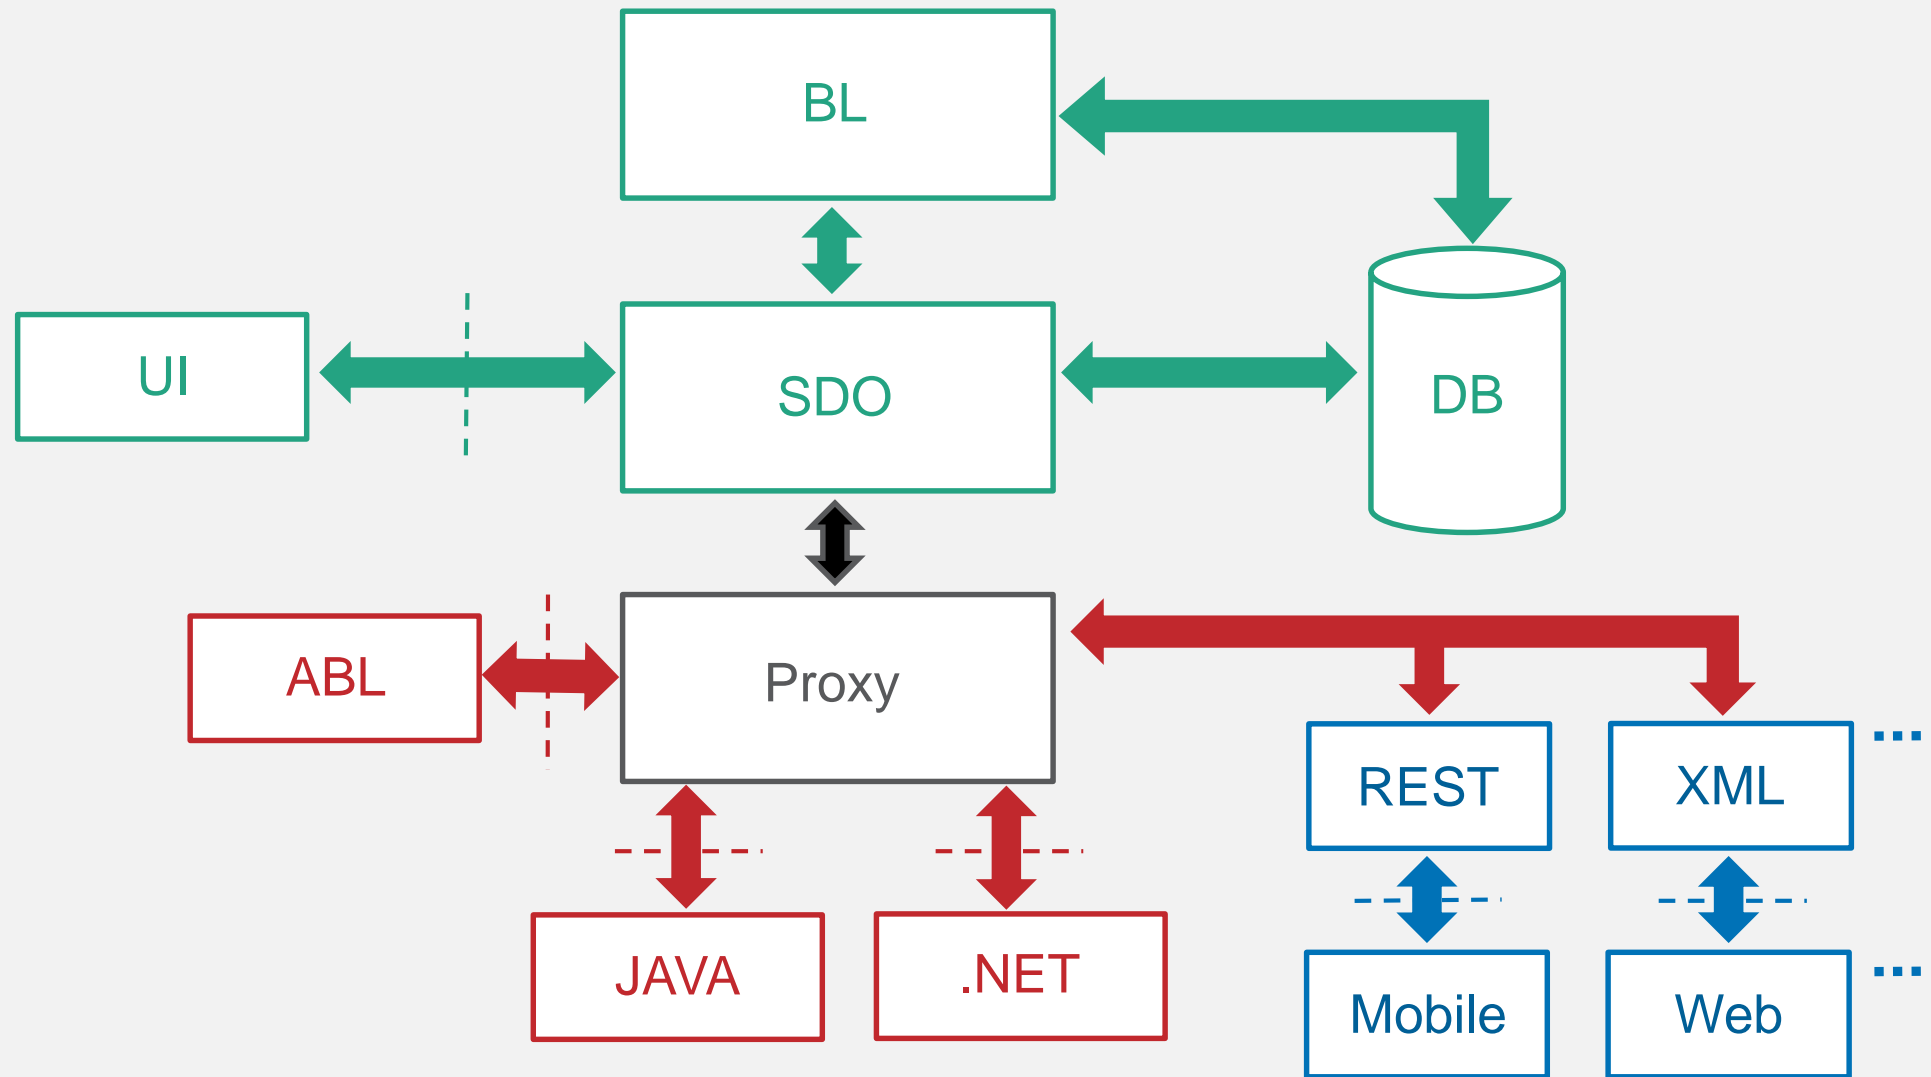 BL
UI
SDO
DB
ABL
Proxy
REST
XML
...
JAVA
.NET
Mobile
Web
...